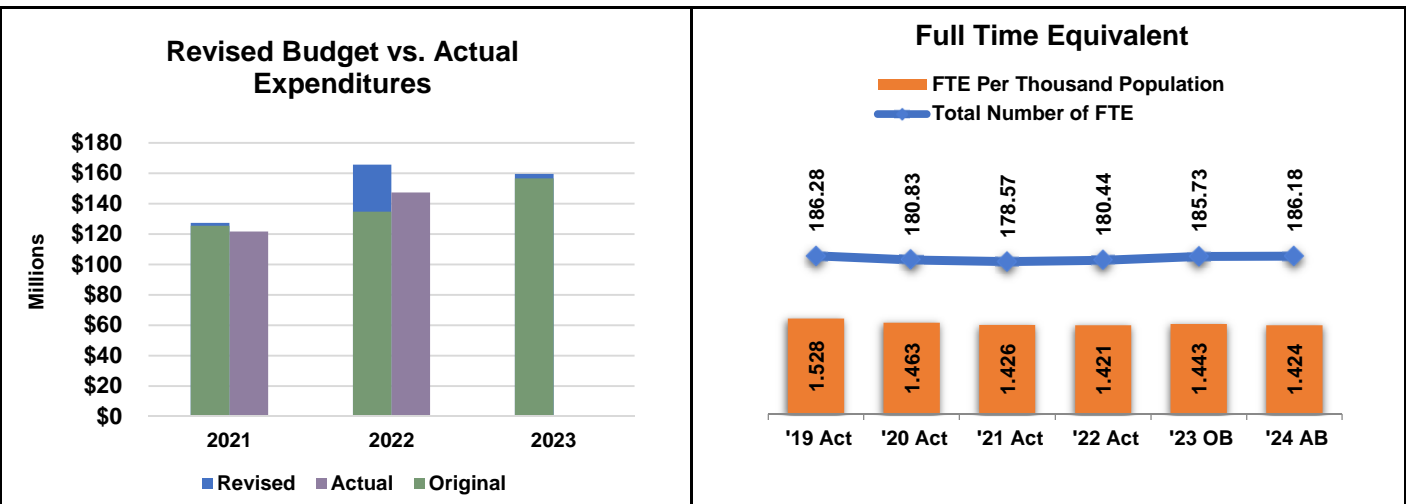 Revised Budget vs. Actual
Expenditures
Millions
$180
$160
$140
$120
$100
$80
$60
$40
$20
$0
2021
2022
2023
Revised
Actual
Original
Full Time Equivalent
FTE Per Thousand Population
Total Number of FTE
186.28
180.83
178.57
180.44
185.73
186.18
1.528
1.463
1.426
1.421
1.443
1.424
'19 Act
'20 Act
'21 Act
'22 Act
'23 OB
'24 AB